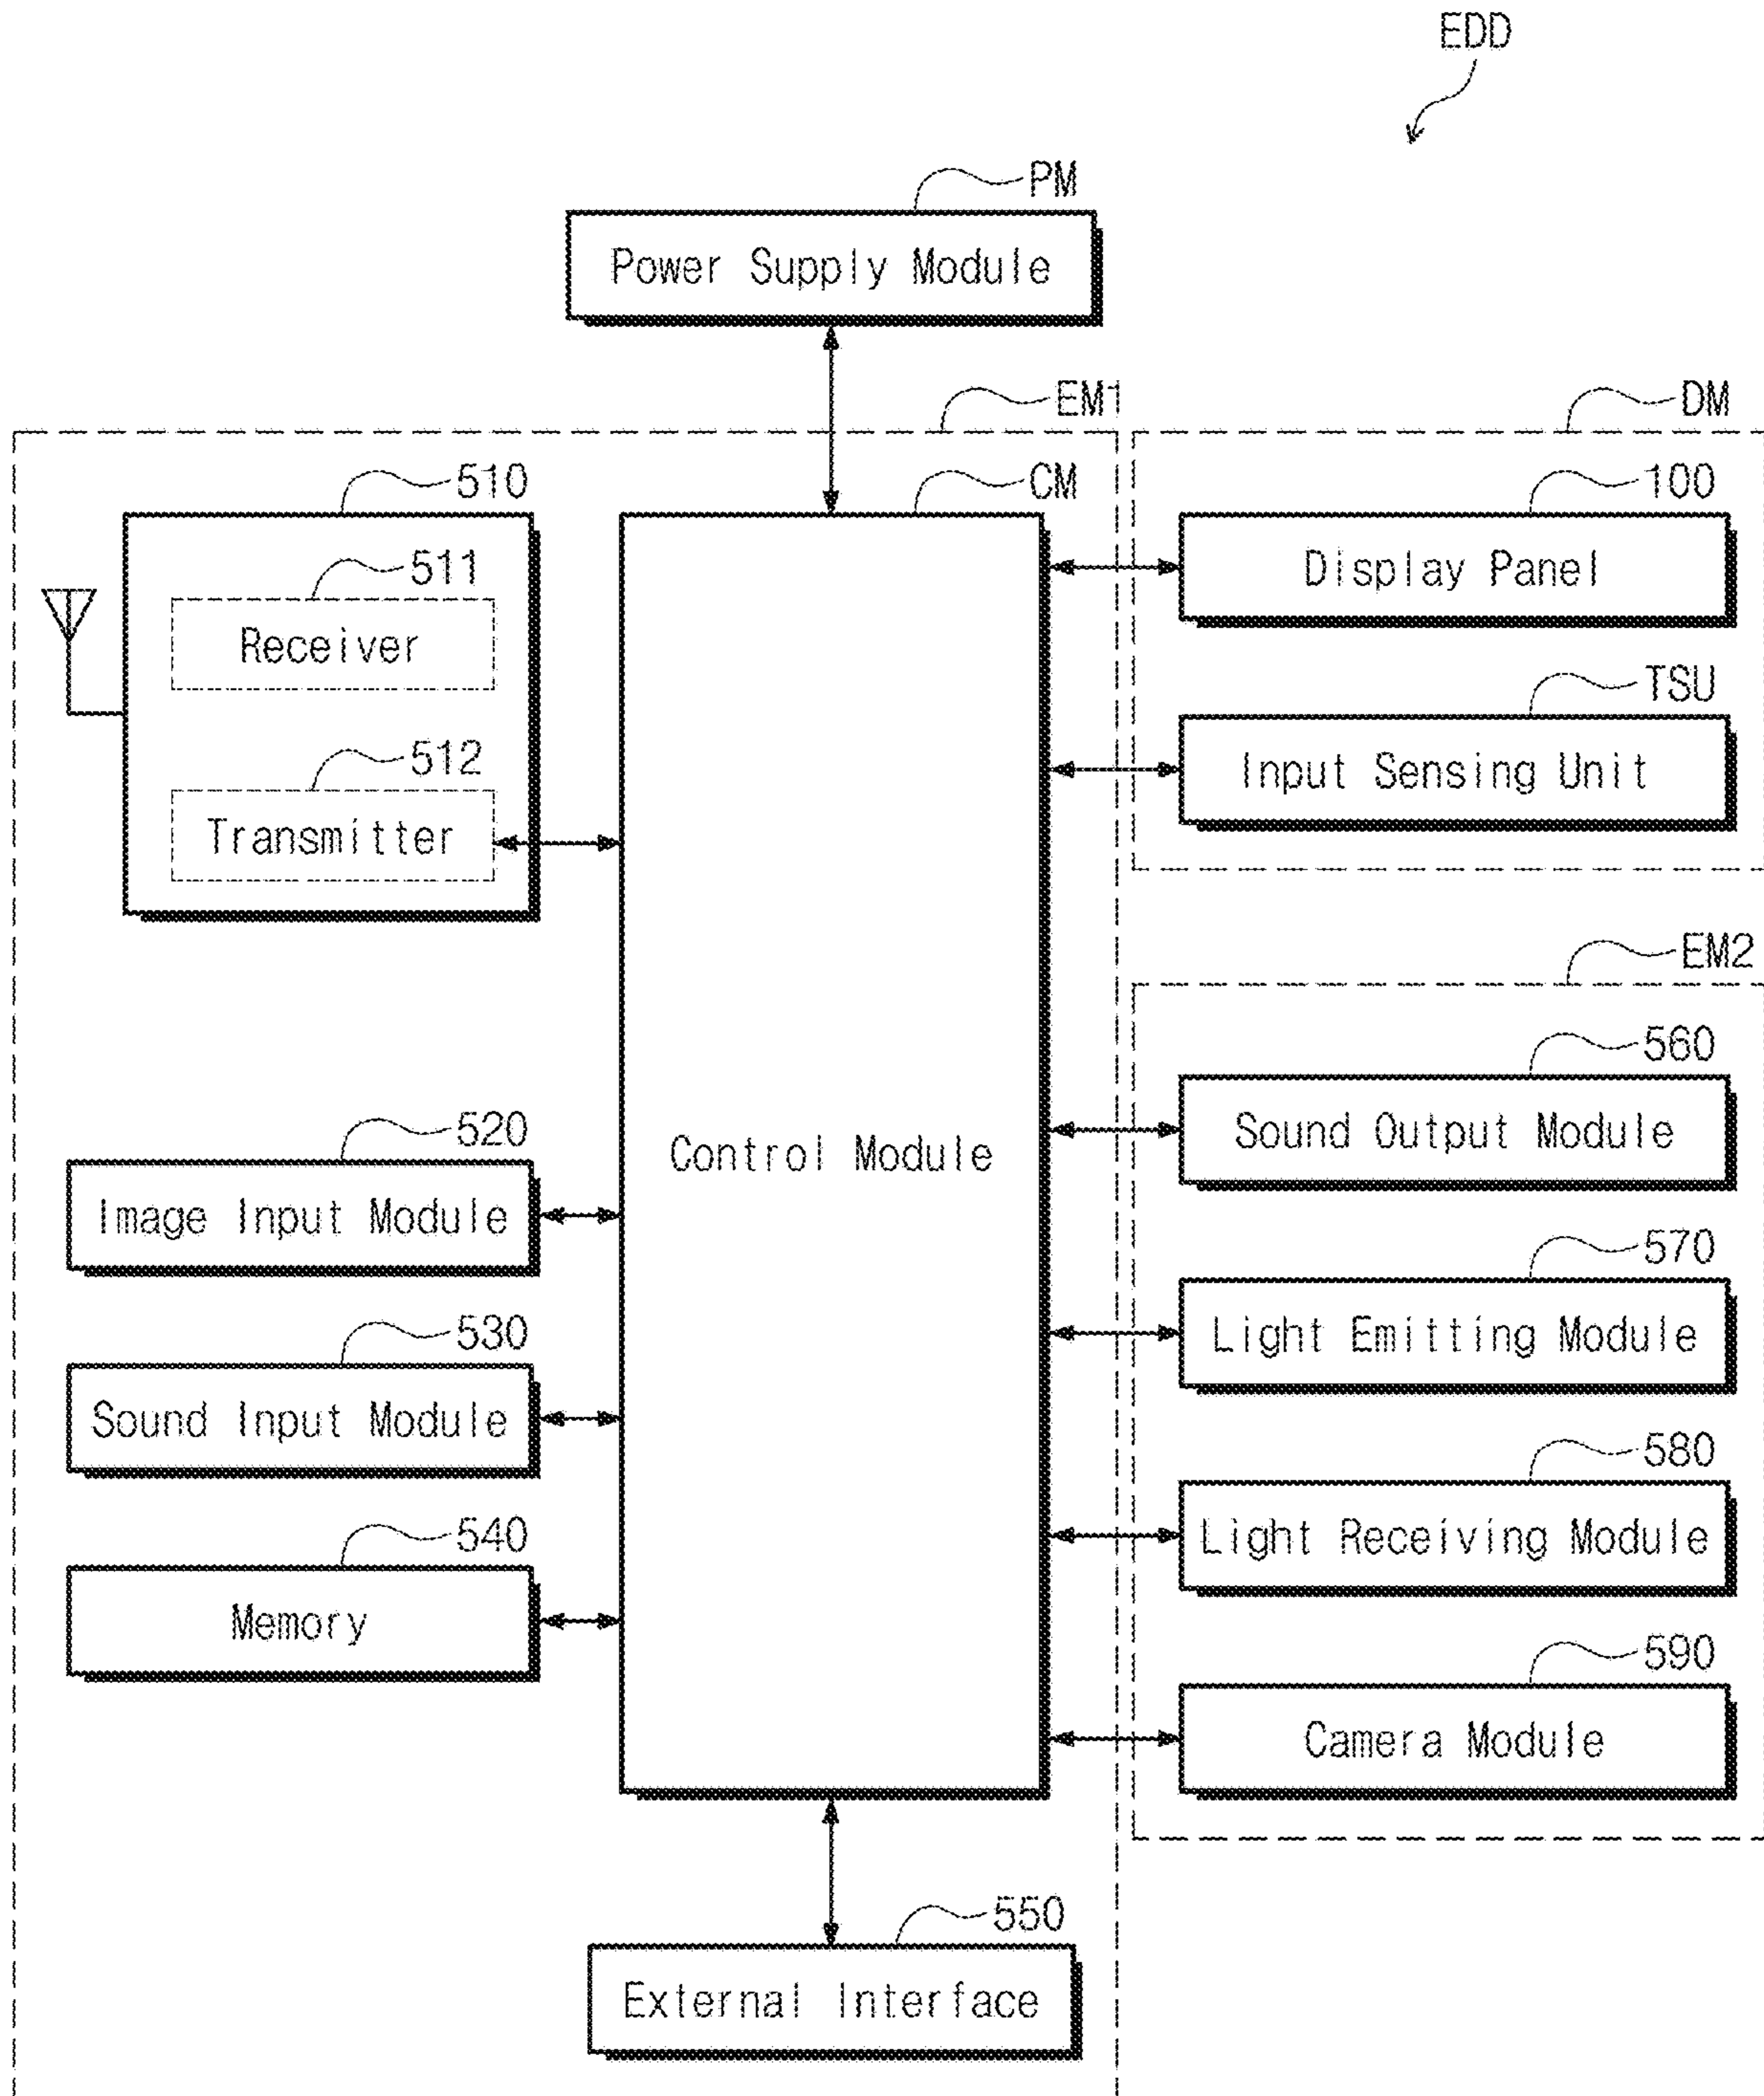 EDD
PM
Power Supply Module
EM1
DM
510
CM
100
511
Receiver
Display Panel
TSU
512
Transmitter
Input Sensing Unit
EM2
560
Sound Output Module
520
Image Input Module
Control Module
570
Light Emitting Module
530
Sound Input Module
580
Light Receiving Module
540
Memory
590
Camera Module
550
External Interface